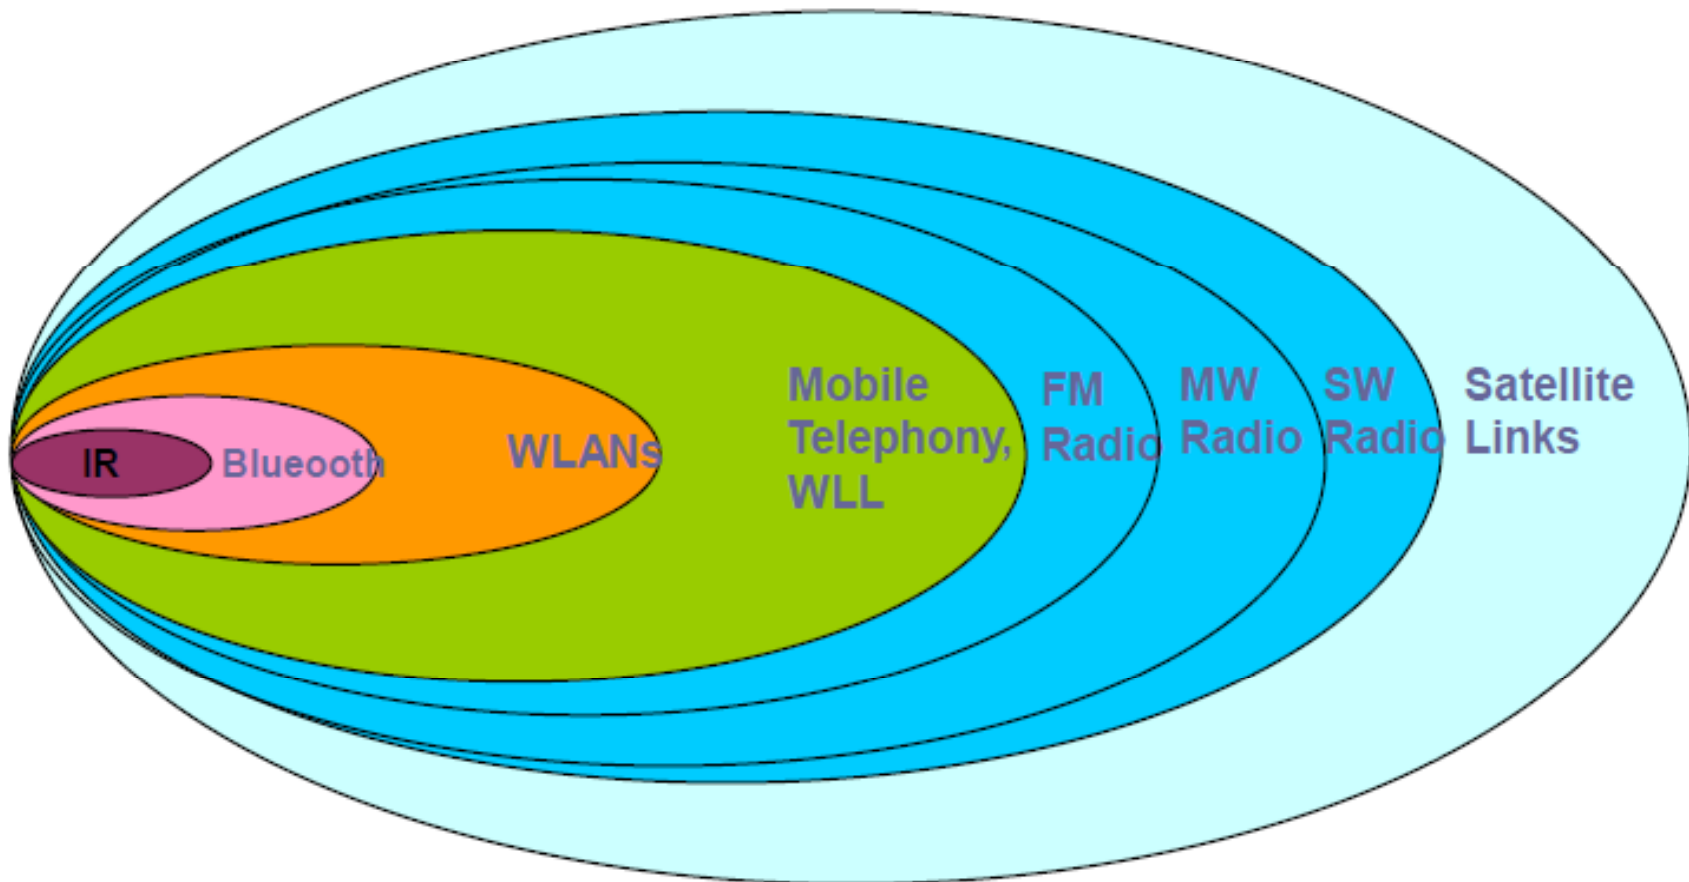 IR
Blueooth
WLANs
Mobile
Telephony,
WLL
FM
Radio
MW
Radio
SW
Radio
Satellite
Links